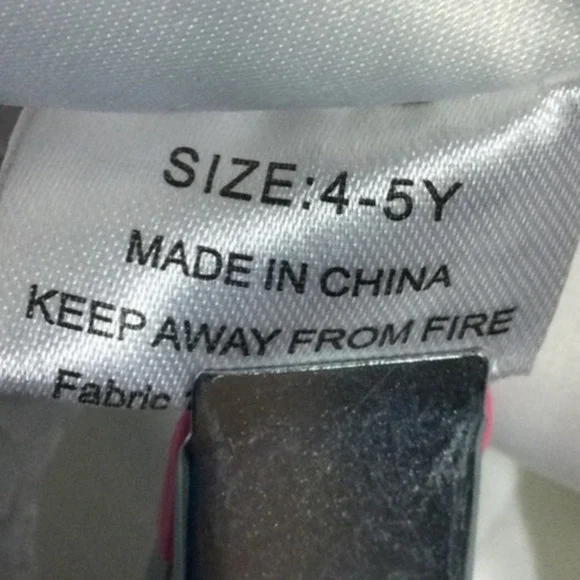 SIZE:4-5Y
MADE IN CHINA
KEEP AWAY FROM FIRE
Fabric